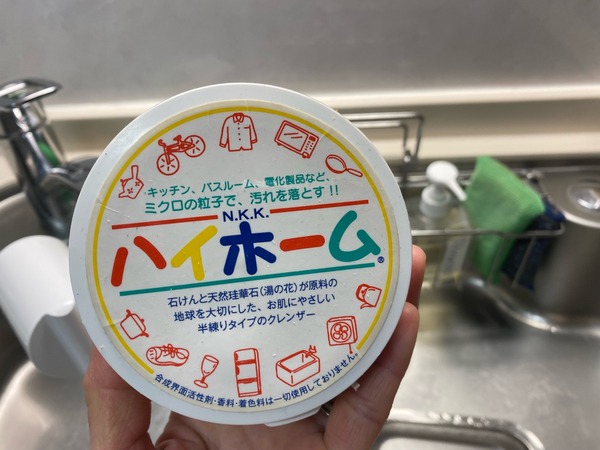 キッチン、バスルーム、電化製品など、
ミクロの粒子で、汚れを落とす!!
N.K.K.
ハイホーム®
石けんと天然珪華石(湯の花)が原料の
地球を大切にした、お肌にやさしい
半練りタイプのクレンザー
合成界面活性剤・香料・着色料は一切使用しておりません。